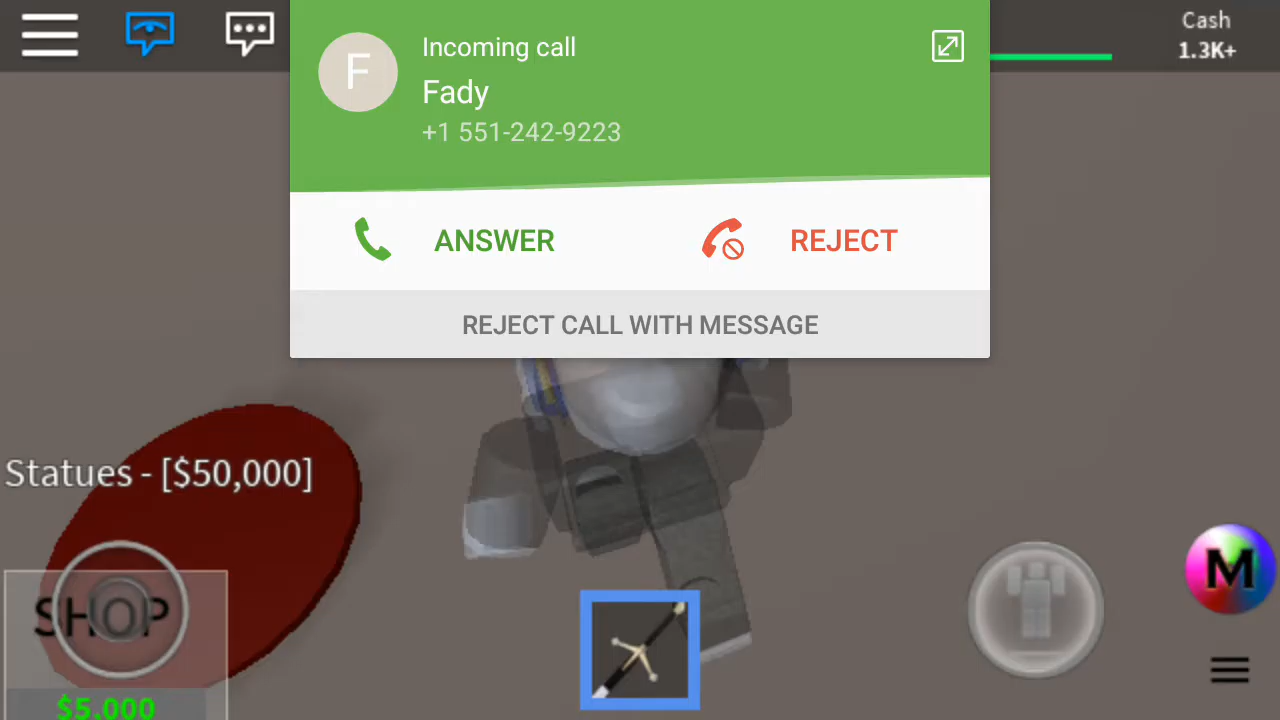 Incoming call
F
Fady
+1 551-242-9223
Cash
1.3K+
ANSWER
REJECT
REJECT CALL WITH MESSAGE
Statues - [$50,000]
SHOP
$5,000
M